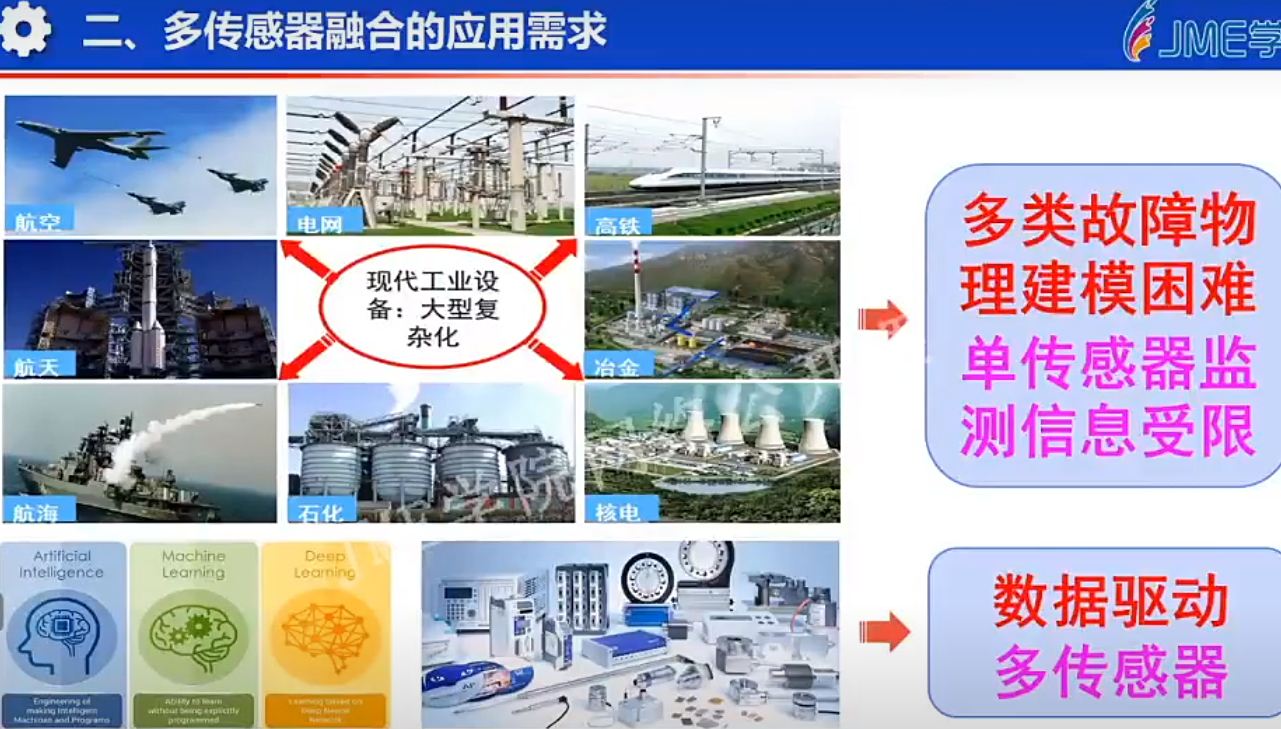 二、多传感器融合的应用需求
JME学
航空
电网
高铁
现代工业设
备：大型复
杂化
航天
冶金
航海
石化
核电
多类故障物
理建模困难
单传感器监
测信息受限
Artificial
Intelligence
Engineering of
making Intelligent
Machines and Programs
Machine
Learning
Ability to learn
without being explicitly
programmed
Deep
Learning
Learning based on
Deep Neural
Network
数据驱动
多传感器